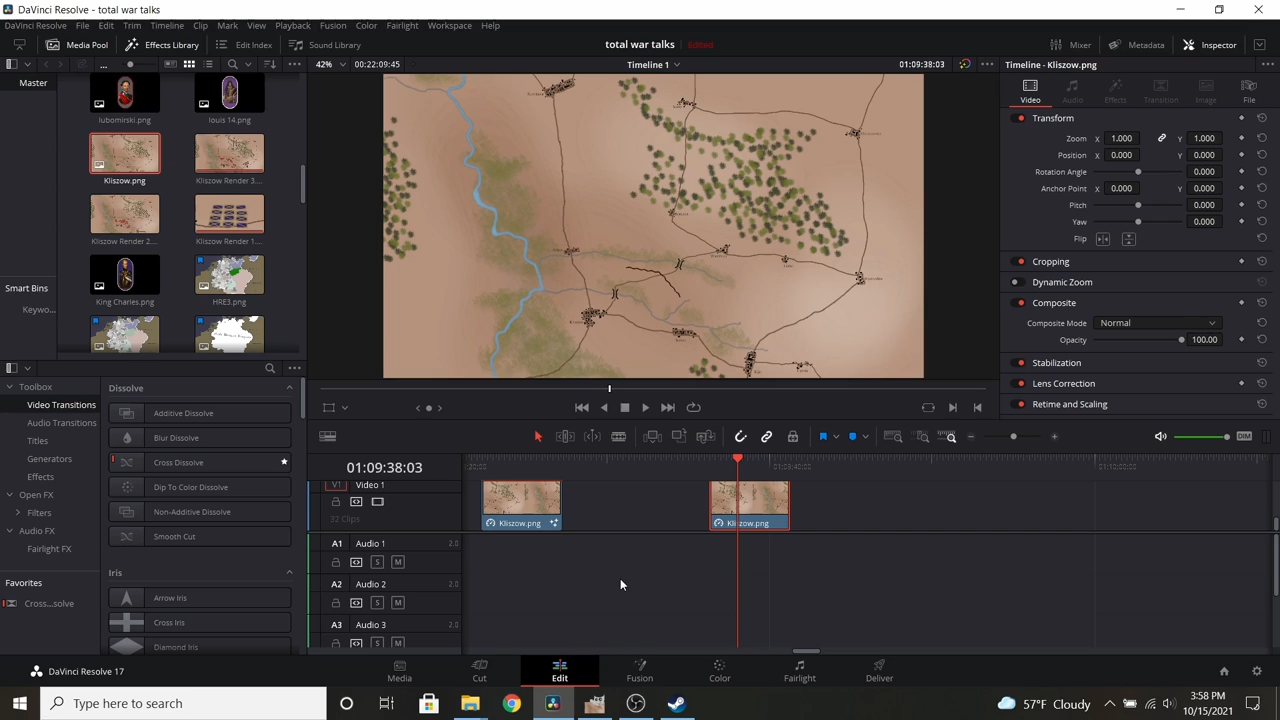 DaVinci Resolve - total war talks
DaVinci Resolve File Edit Trim Timeline Clip Mark View Playback Fusion Color Fairlight Workspace Help
Media Pool Effects Library Edit Index Sound Library total war talks Edited Mixer Metadata Inspector
... 42% 00:22:09:45 Timeline 1 01:09:38:03 Timeline - Kliszow.png
Master
lubomirski.png louis 14.png
Kliszow.png Kliszow Render 3....
Kliszow Render 2.... Kliszow Render 1....
King Charles.png HRE3.png
Smart Bins
Keywo...
Video Audio Effects Transition Image File
Transform
Zoom X 1.000 Y 1.000
Position X 0.000 Y 0.000
Rotation Angle 0.000
Anchor Point X 0.000 Y 0.000
Pitch 0.000
Yaw 0.000
Flip
Cropping
Dynamic Zoom
Composite
Composite Mode Normal
Opacity 100.00
Stabilization
Lens Correction
Retime and Scaling
Toolbox
Video Transitions
Audio Transitions
Titles
Generators
Effects
Open FX
Filters
Audio FX
Fairlight FX
Favorites
Cross...solve
Dissolve
Additive Dissolve
Blur Dissolve
Cross Dissolve
Dip To Color Dissolve
Non-Additive Dissolve
Smooth Cut
Iris
Arrow Iris
Cross Iris
Diamond Iris
DIM
01:09:38:03
01:09:40:00 01:10:00:00
V1 Video 1
32 Clips
Kliszow.png Kliszow.png
A1 Audio 1 2.0
S M
A2 Audio 2 2.0
S M
A3 Audio 3 2.0
S M
DaVinci Resolve 17
Media Cut Edit Fusion Color Fairlight Deliver
Type here to search
57°F Cloudy
3:58 PM
10/15/2021